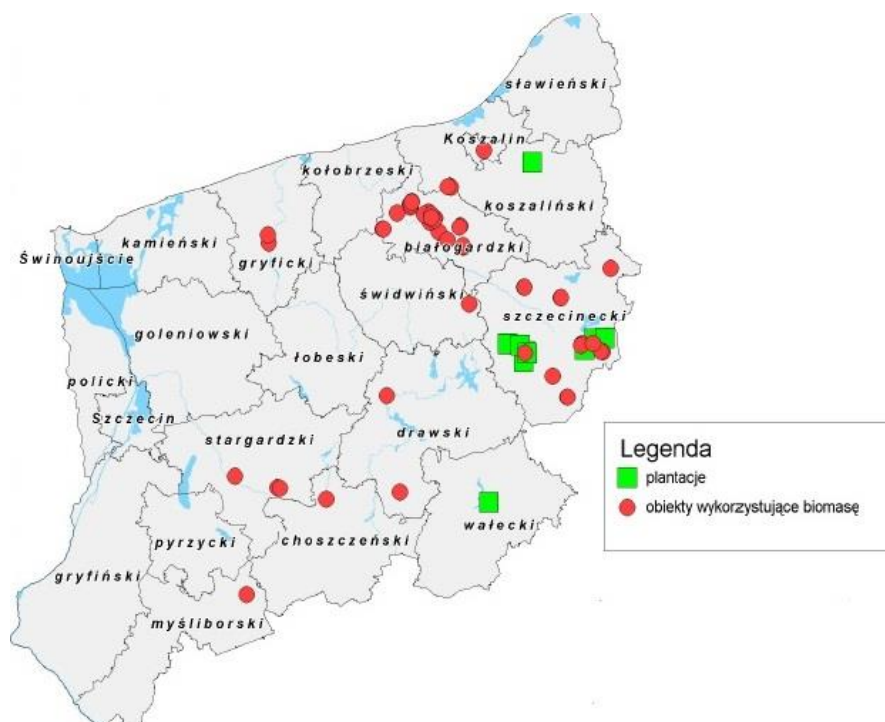 sławieński
Koszalin
kołobrzeski
koszaliński
kamieński
białogardzki
Świnoujście
gryficki
świdwiński
szczecinecki
goleniowski
łobeski
policki
Szczecin
stargardzki
drawski
wałecki
pyrzycki
choszczeński
gryfiński
myśliborski
Legenda
plantacje
obiekty wykorzystujące biomasę